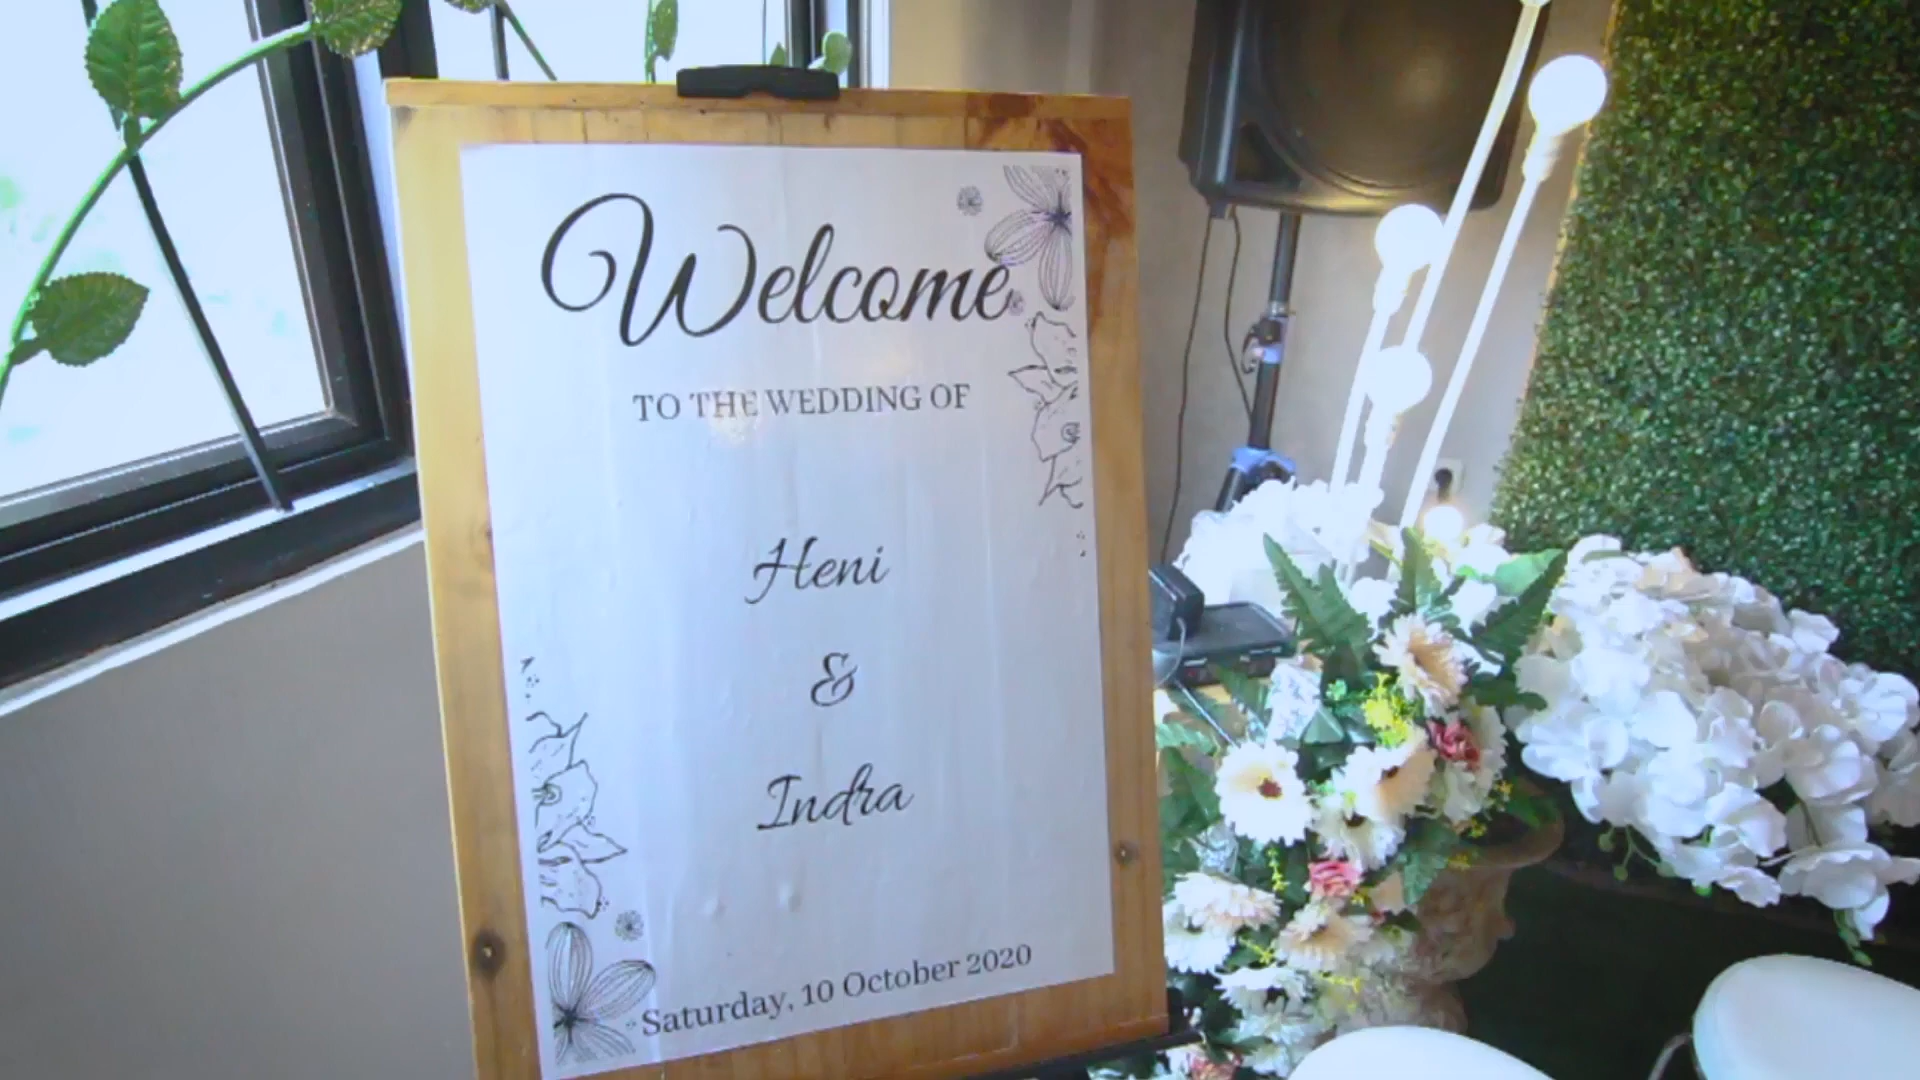 Welcome
TO THE WEDDING OF
Heni
&
Indra
Saturday, 10 October 2020